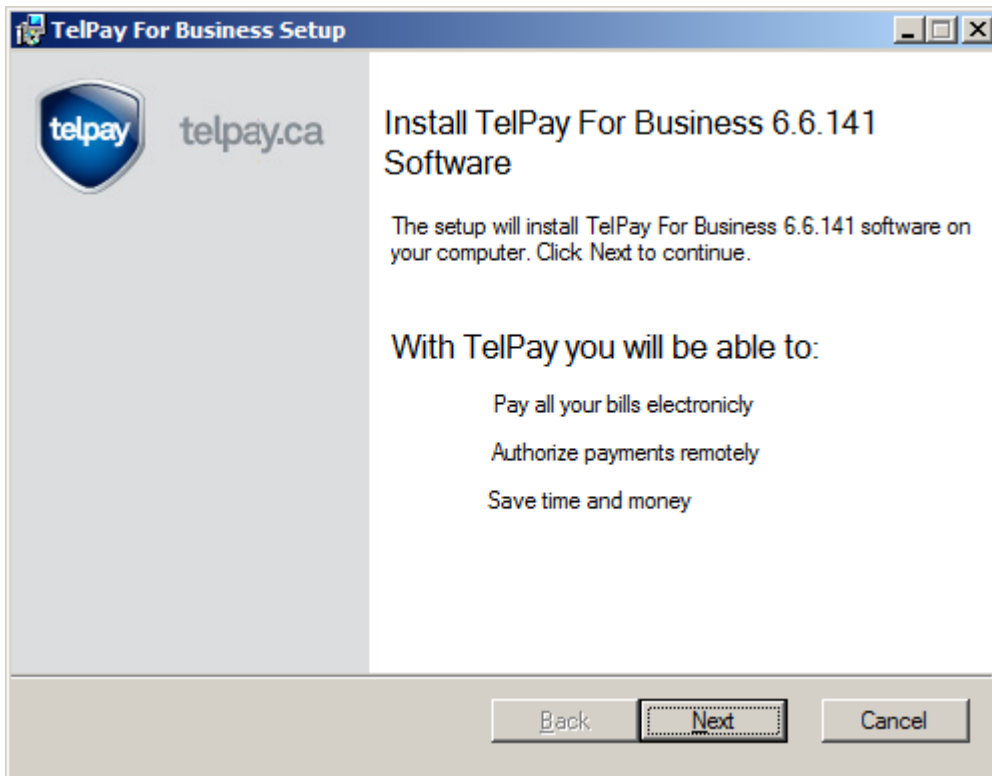 TelPay For Business Setup
telpay
telpay.ca
Install TelPay For Business 6.6.141
Software
The setup will install TelPay For Business 6.6.141 software on
your computer. Click Next to continue.
With TelPay you will be able to:
Pay all your bills electronicly
Authorize payments remotely
Save time and money
Back
Next
Cancel